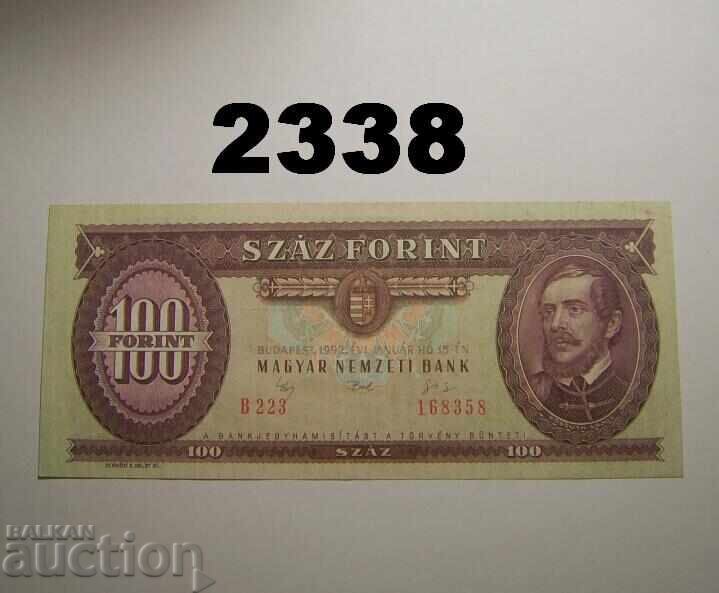 2338
SZÁZ FORINT
100
FORINT
BUDAPEST, 1992. ÉVI JANUÁR HÓ 15-ÉN
MAGYAR NEMZETI BANK
B 223 168358
A BANKJEGYHAMISÍTÁST A TÖRVÉNY BÜNTETI
100 SZÁZ 100
BALKAN
auction